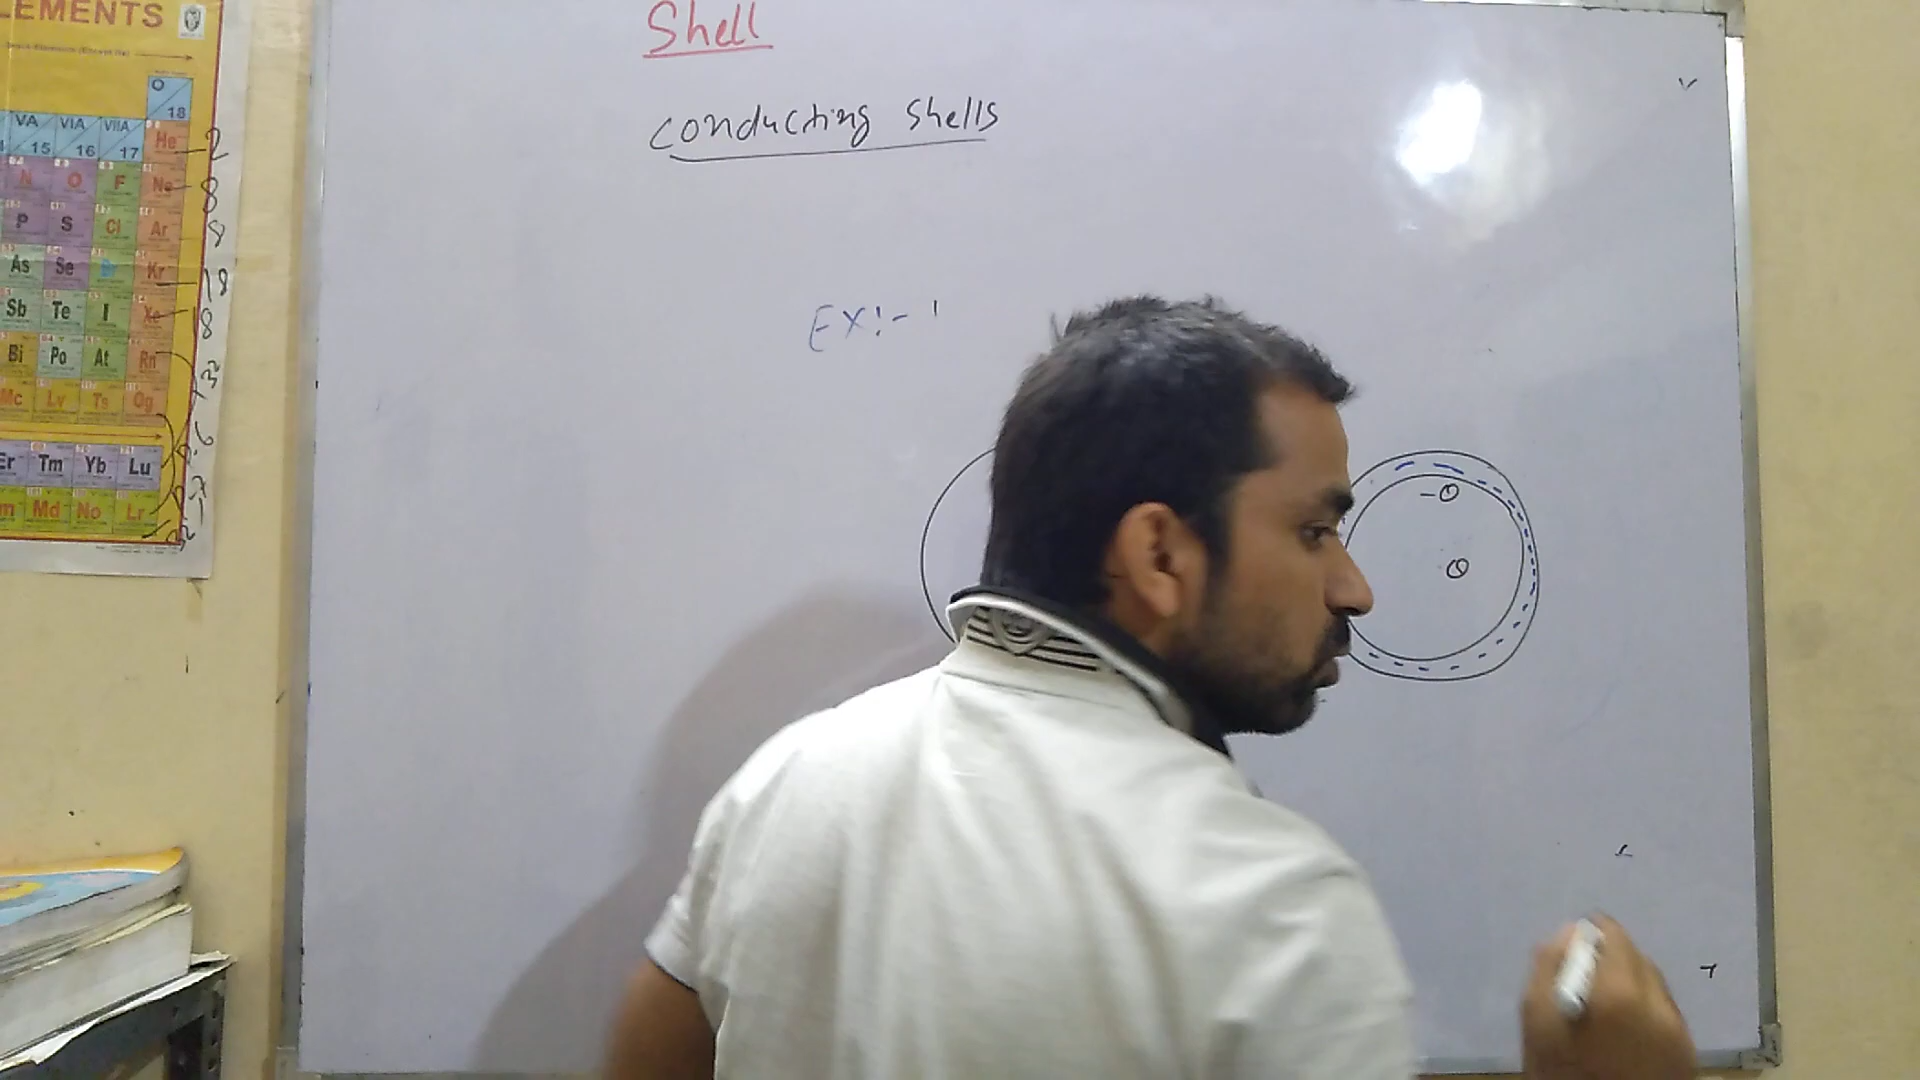 LEMENTS
O
18
VA
VIA
VIIA
15
16
17
He
2
N
O
F
Ne
8
P
S
Cl
Ar
8
As
Se
Br
Kr
18
Sb
Te
I
Xe
18
Bi
Po
At
Rn
32
Mc
Lv
Ts
Og
Er
Tm
Yb
Lu
m
Md
No
Lr
Shell
conducting shells
Ex:- 1
-Q
Q